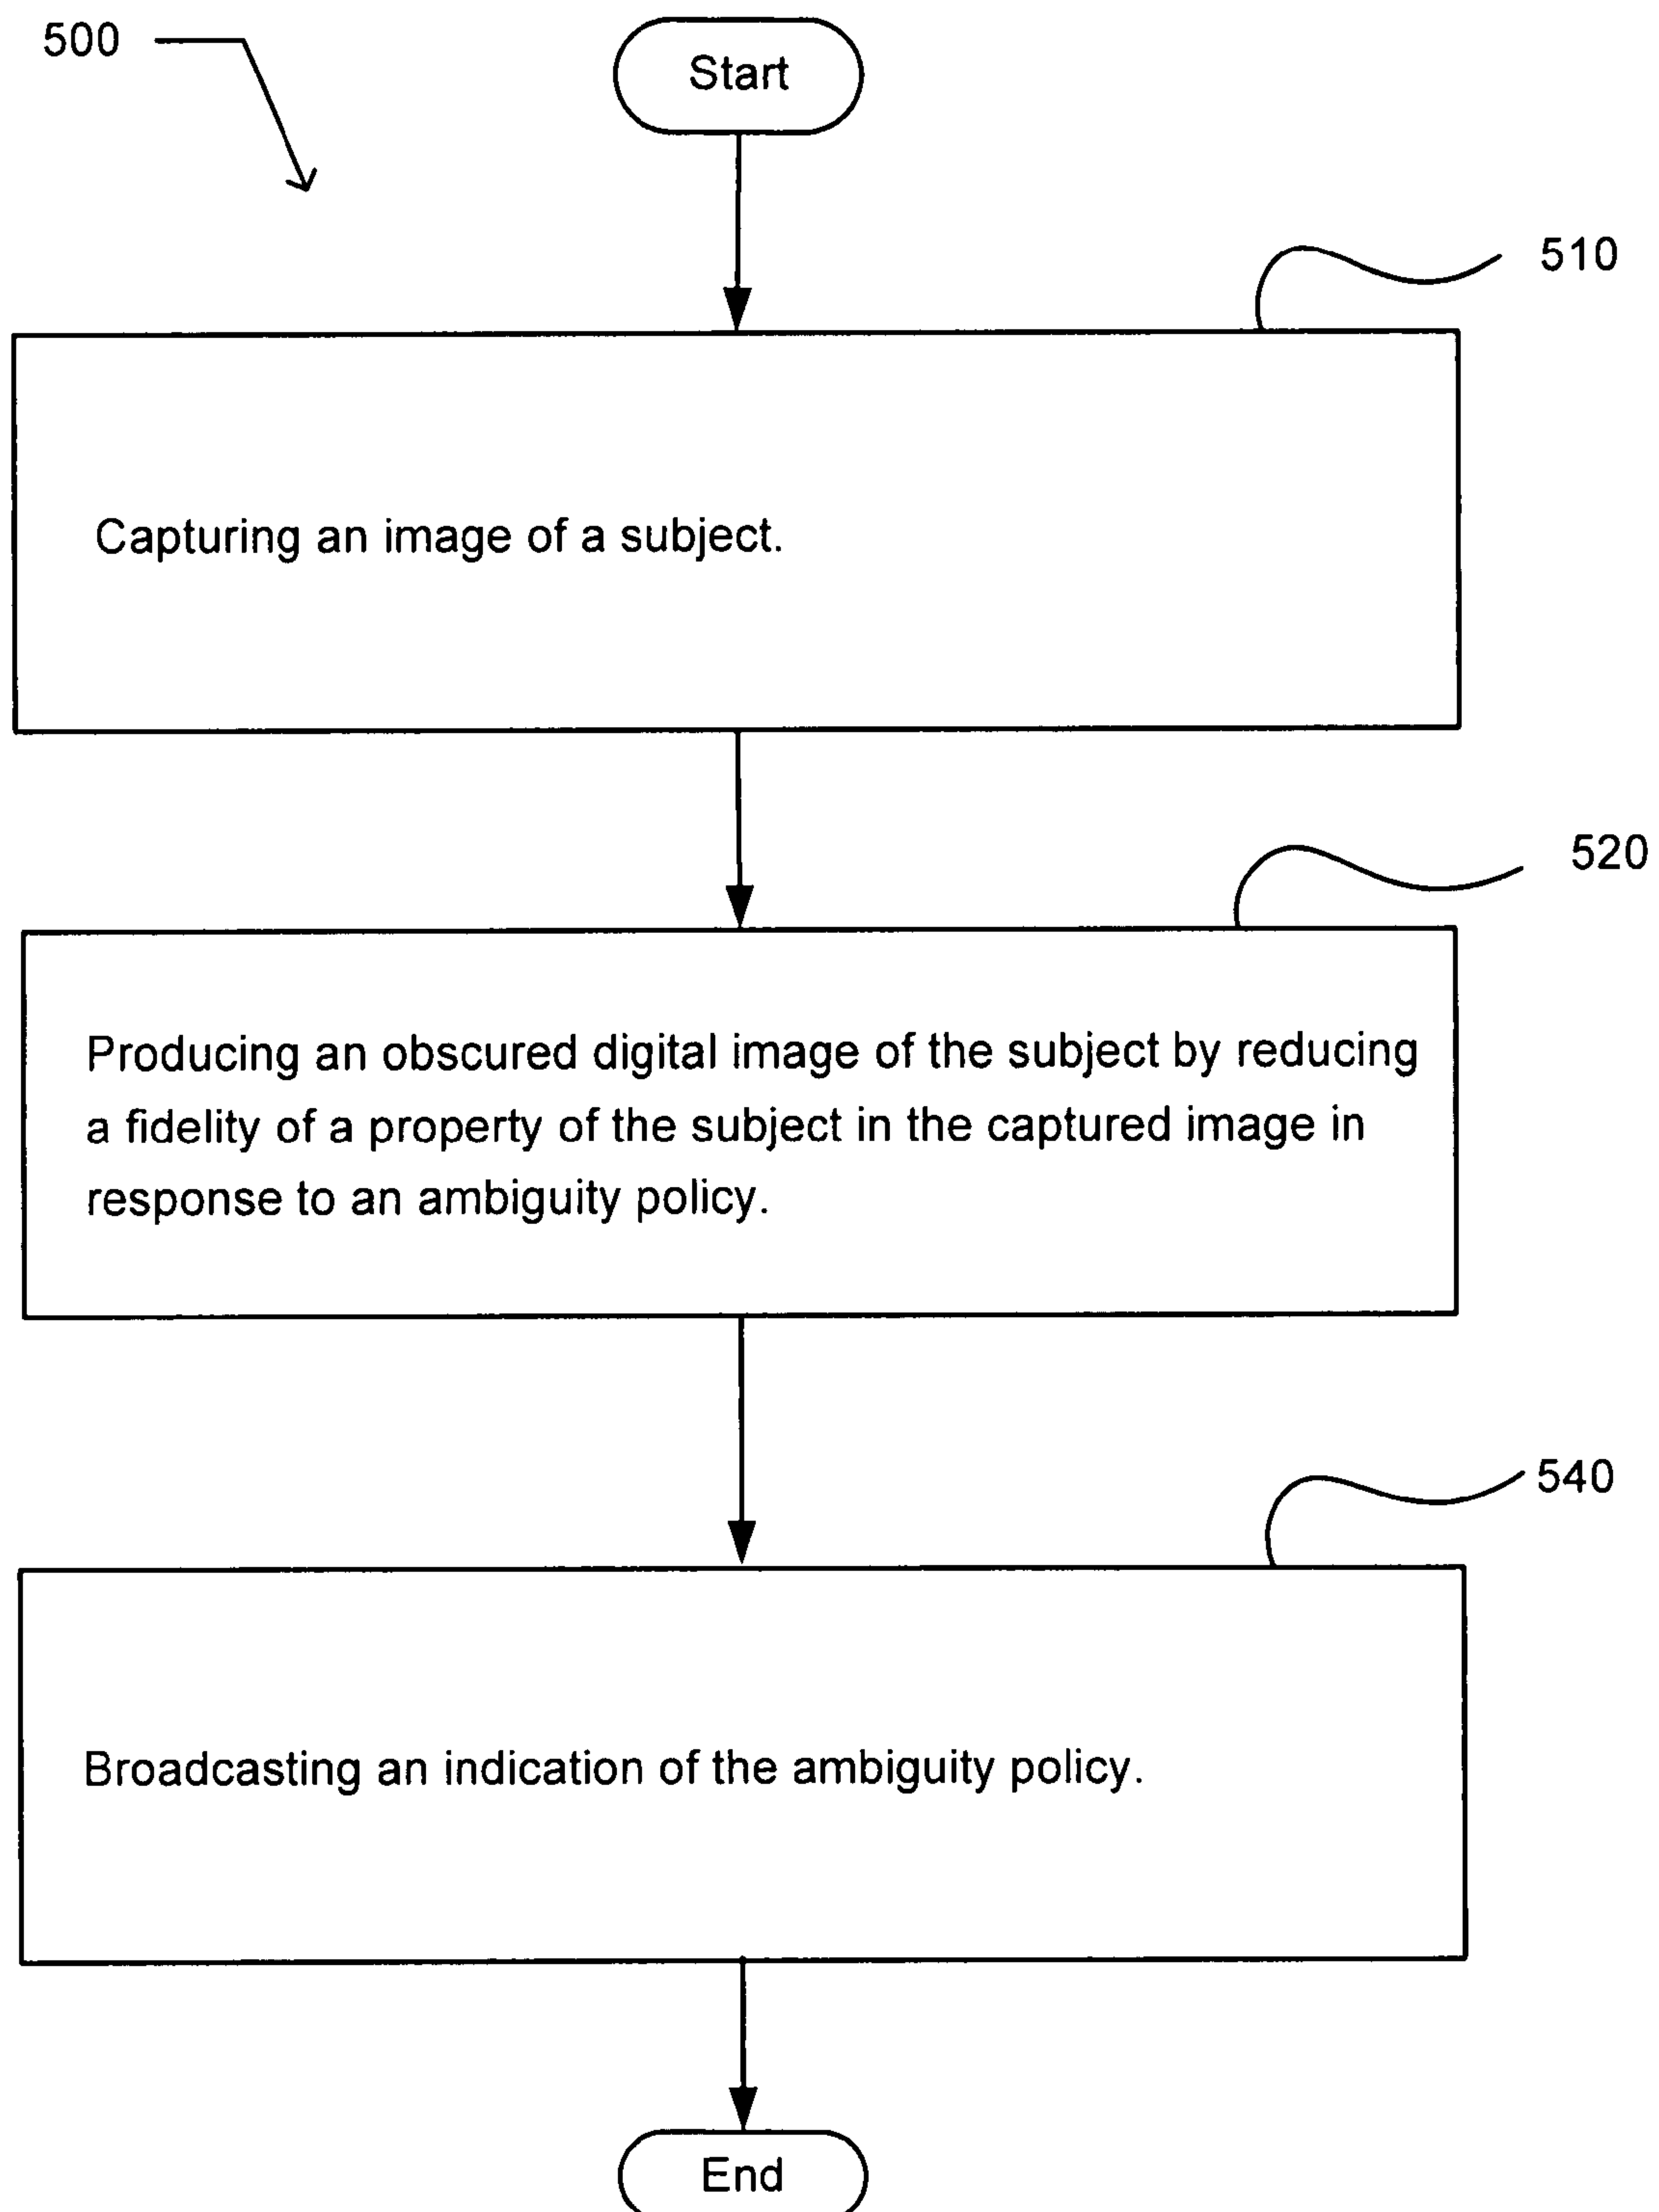 500
Start
510
Capturing an image of a subject.
520
Producing an obscured digital image of the subject by reducing
a fidelity of a property of the subject in the captured image in
response to an ambiguity policy.
540
Broadcasting an indication of the ambiguity policy.
End